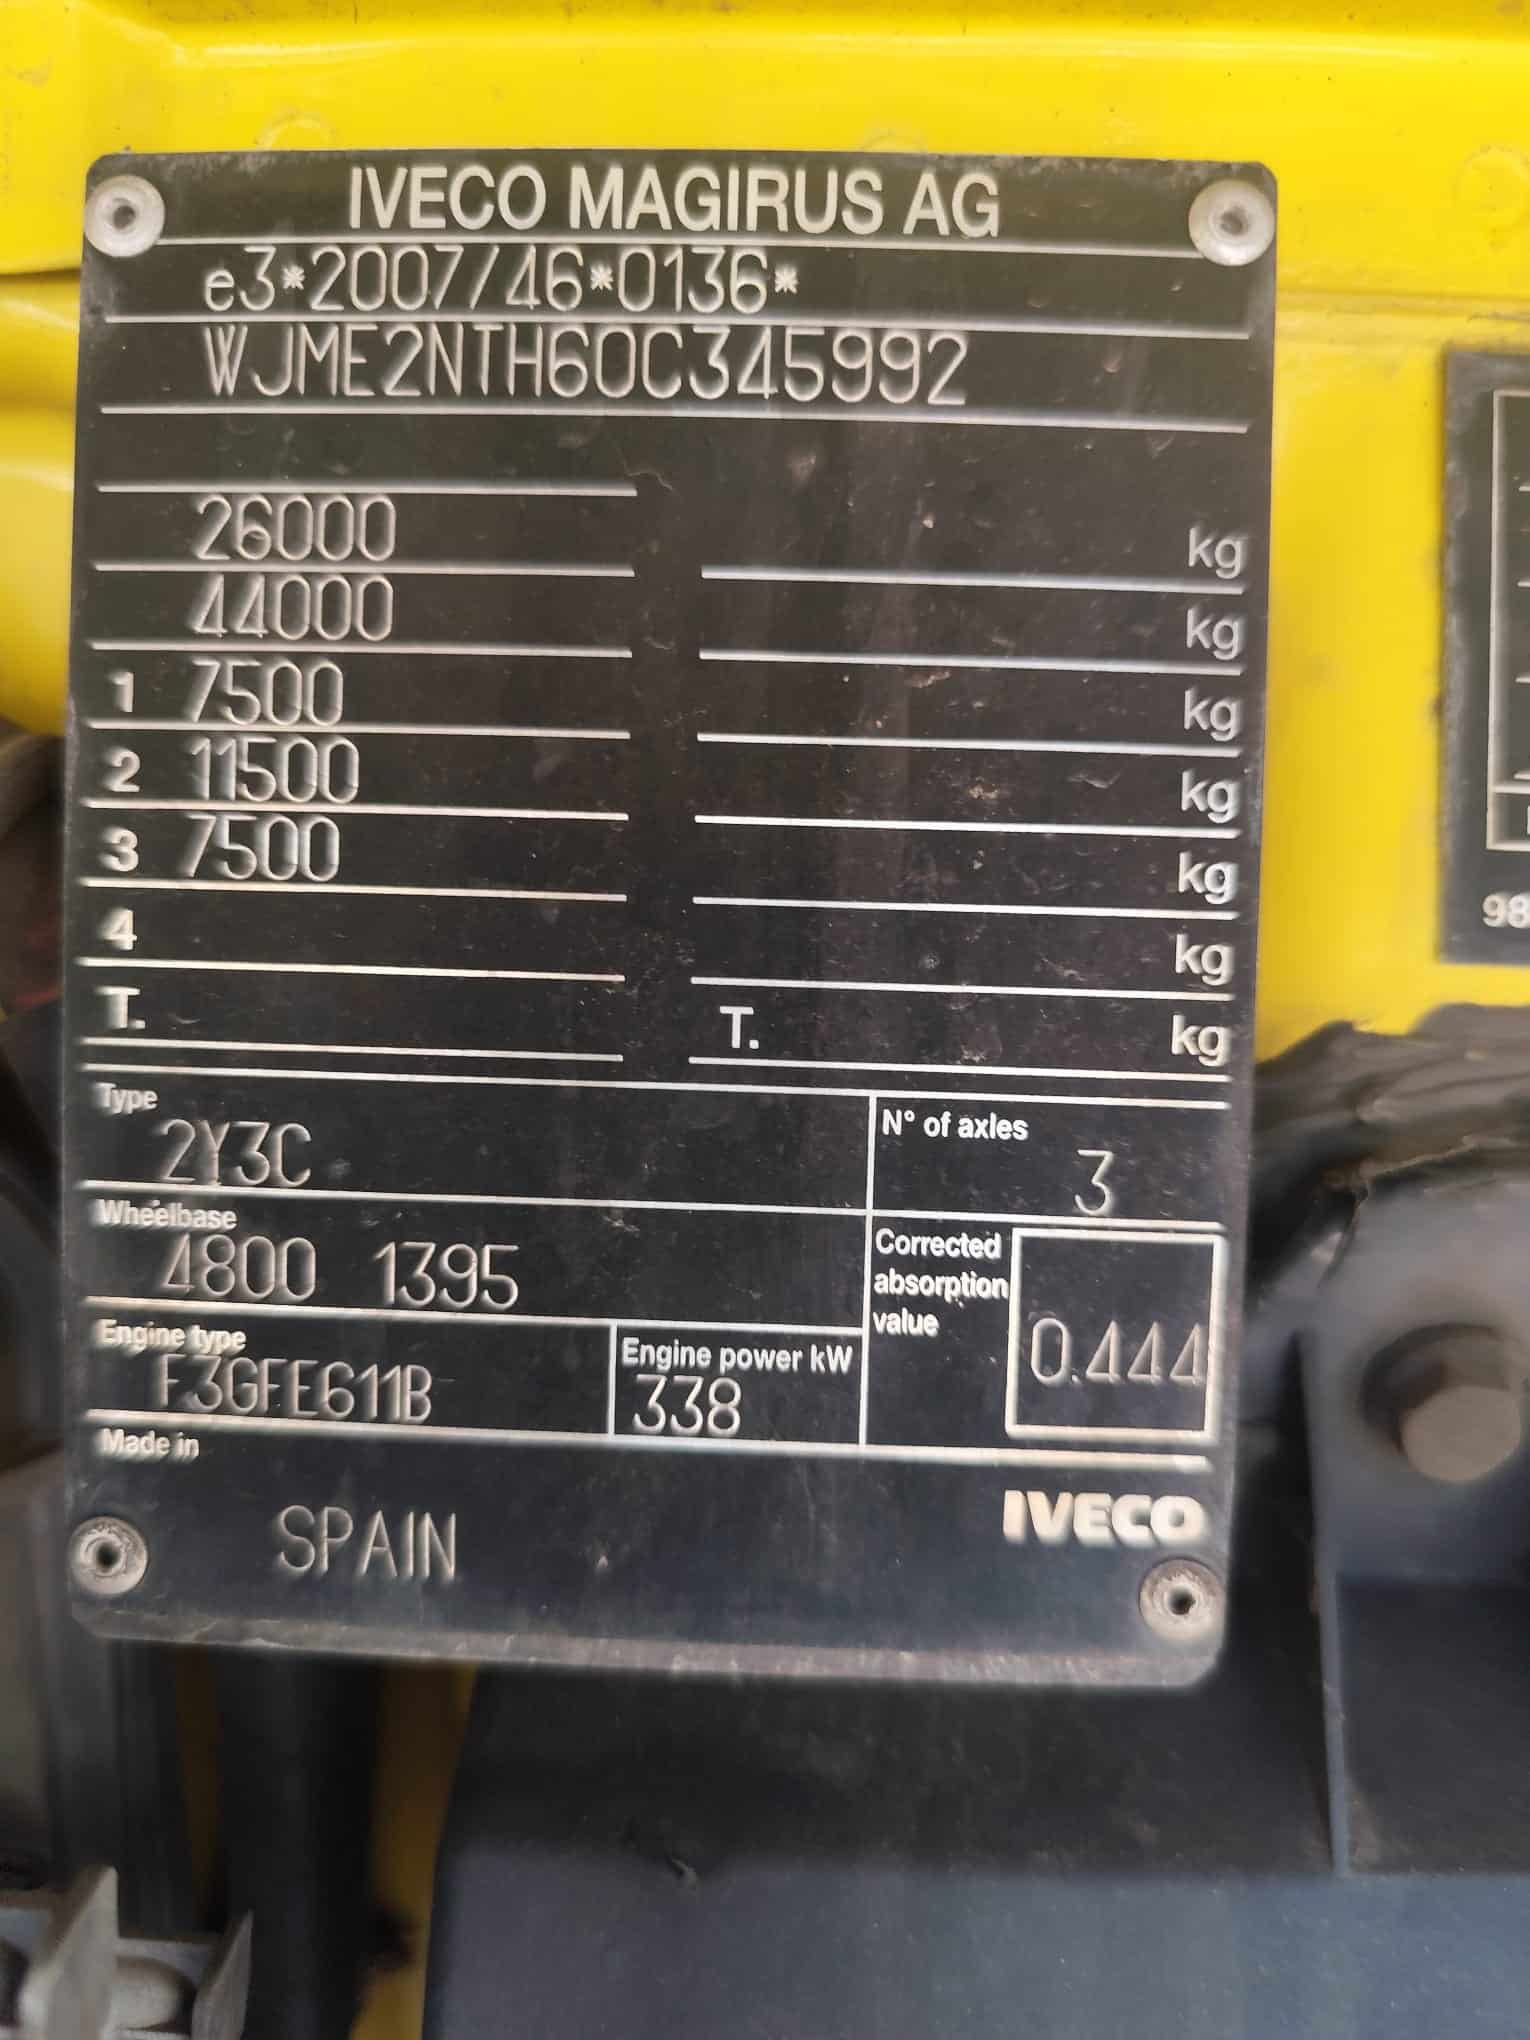 IVECO MAGIRUS AG
e3*2007/46*0136*
WJME2NTH60C345992
26000 kg
44000 kg
1 7500 kg
2 11500 kg
3 7500 kg
4 kg
T. T. kg
Type
2Y3C
N° of axles
3
Wheelbase
4800 1395
Corrected
absorption
value
0.444
Engine type
F3GFE611B
Engine power kW
338
Made in
SPAIN
IVECO
98